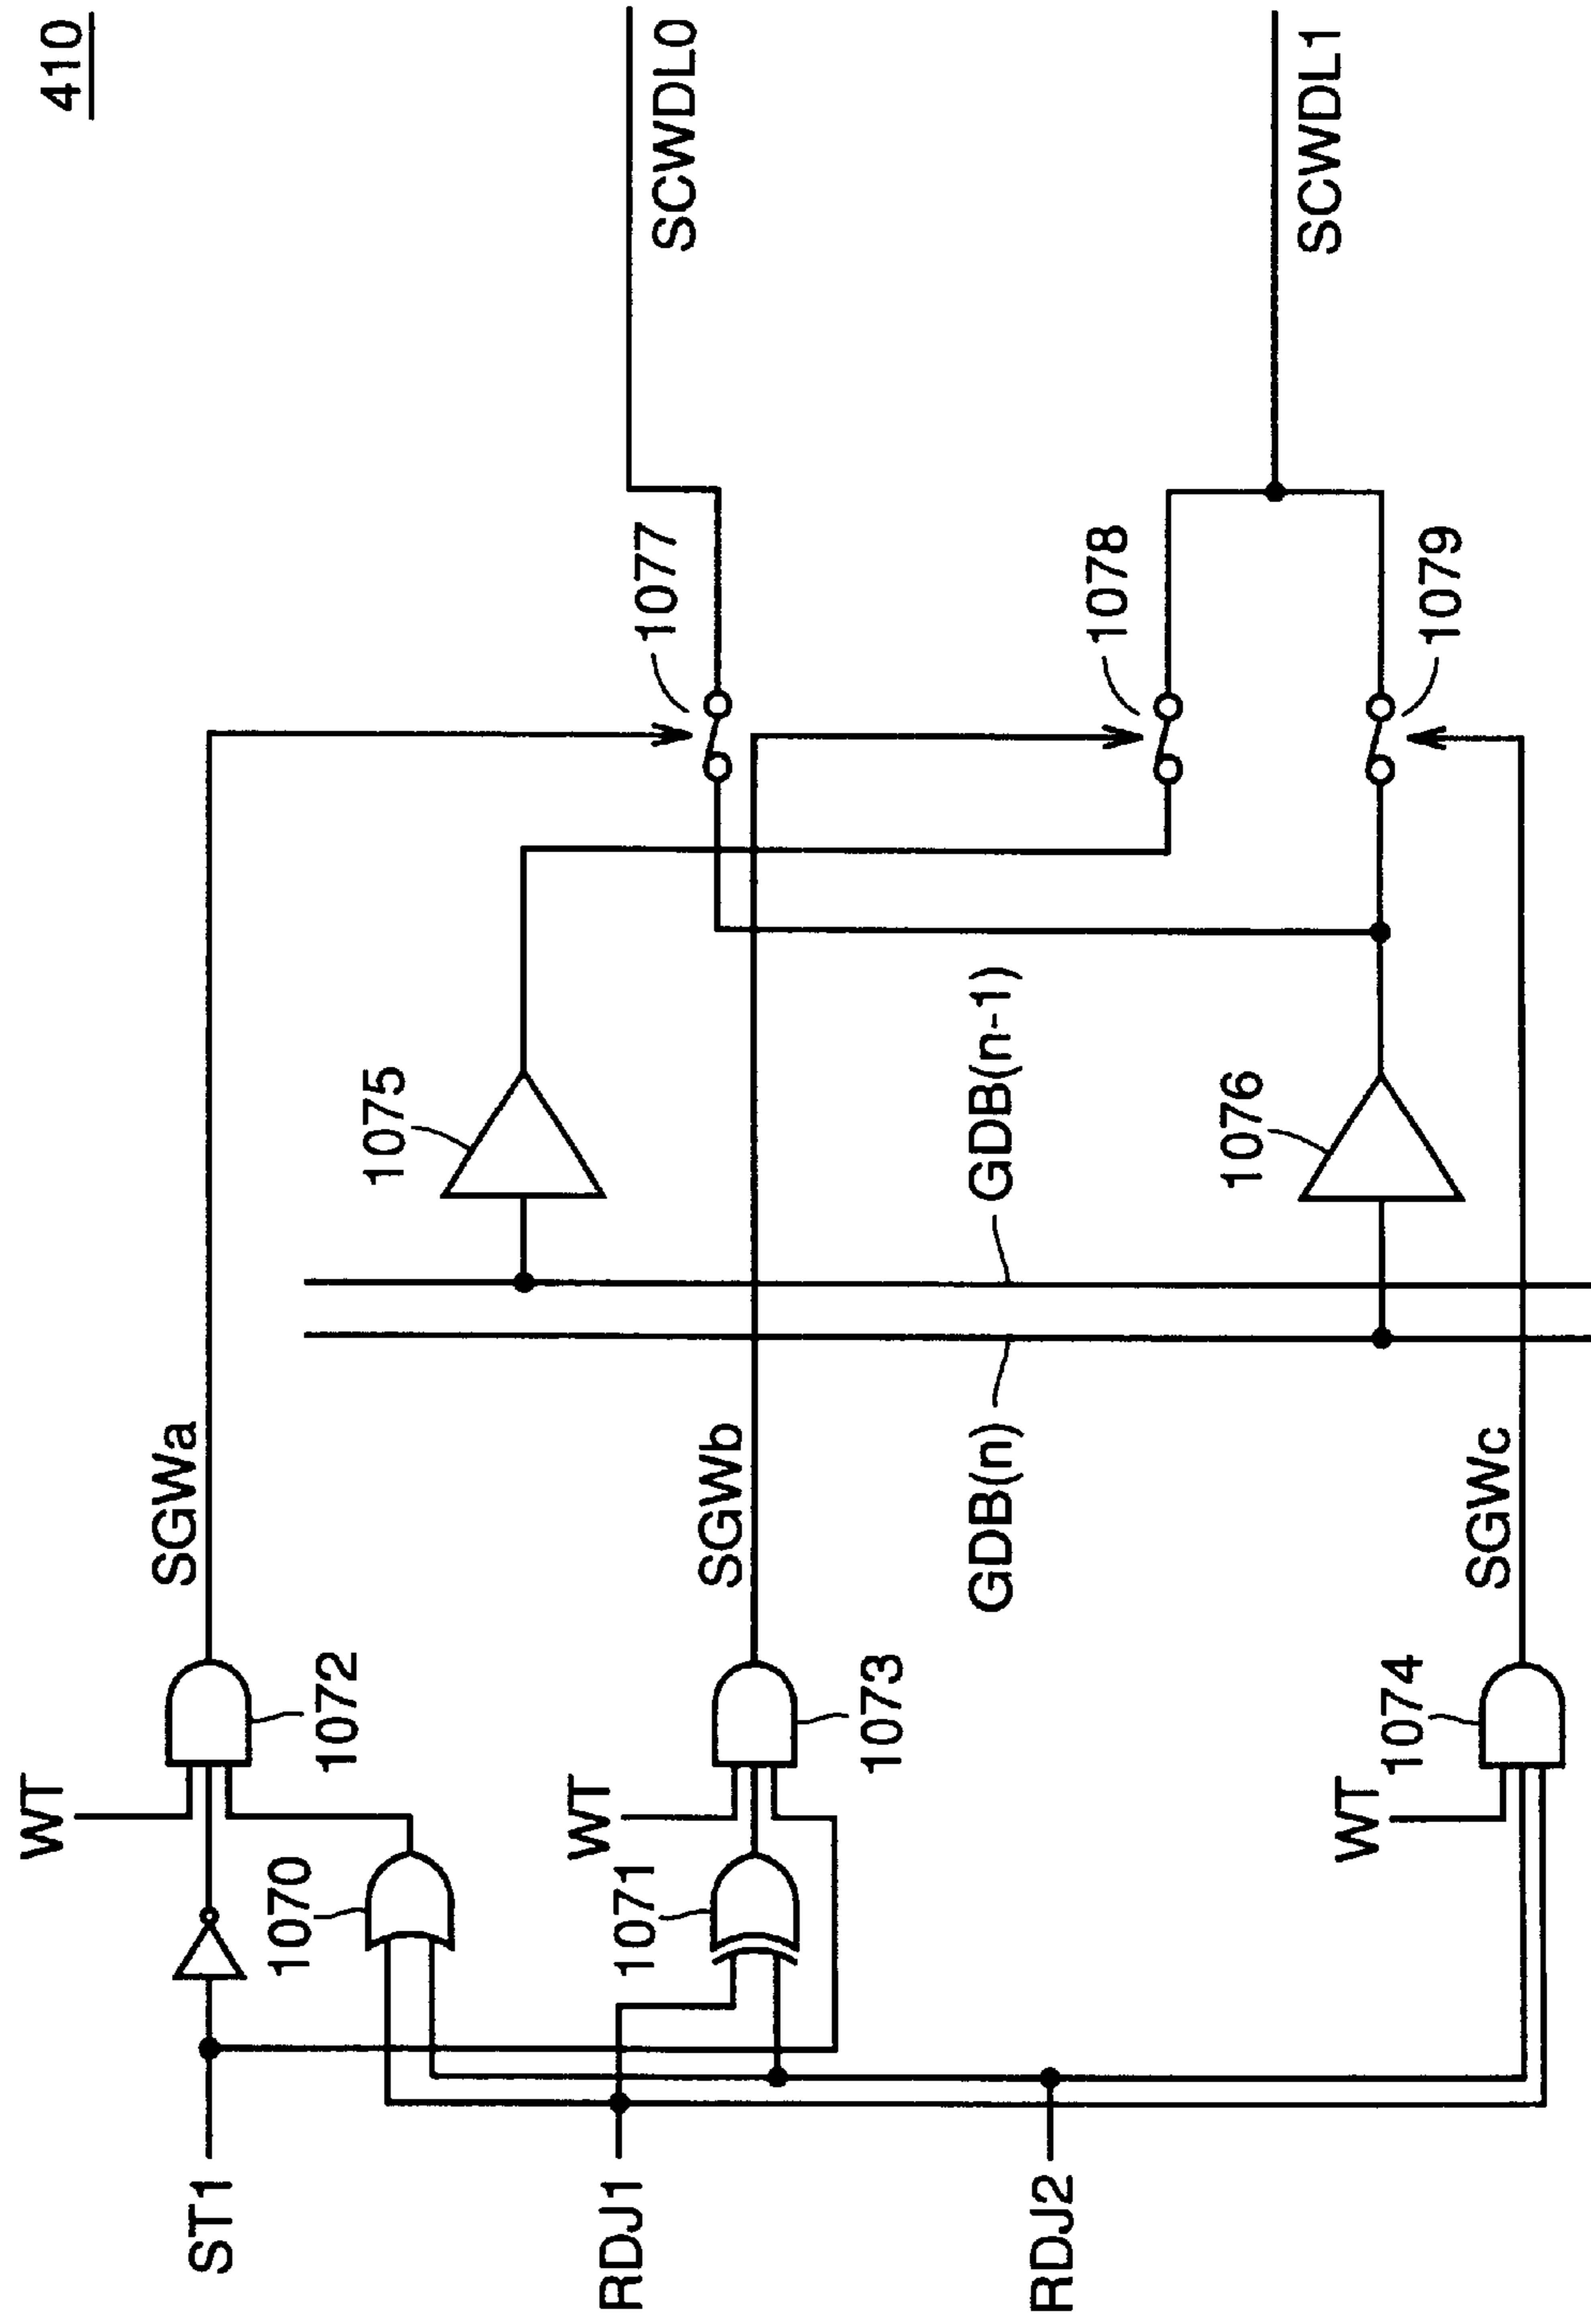 410
ST1
RDJ1
RDJ2
WT
1070
1072
SGWa
WT
1071
1073
SGWb
WT
1074
SGWc
GDB(n)
GDB(n-1)
1075
1076
1077
1078
1079
SCWDL0
SCWDL1